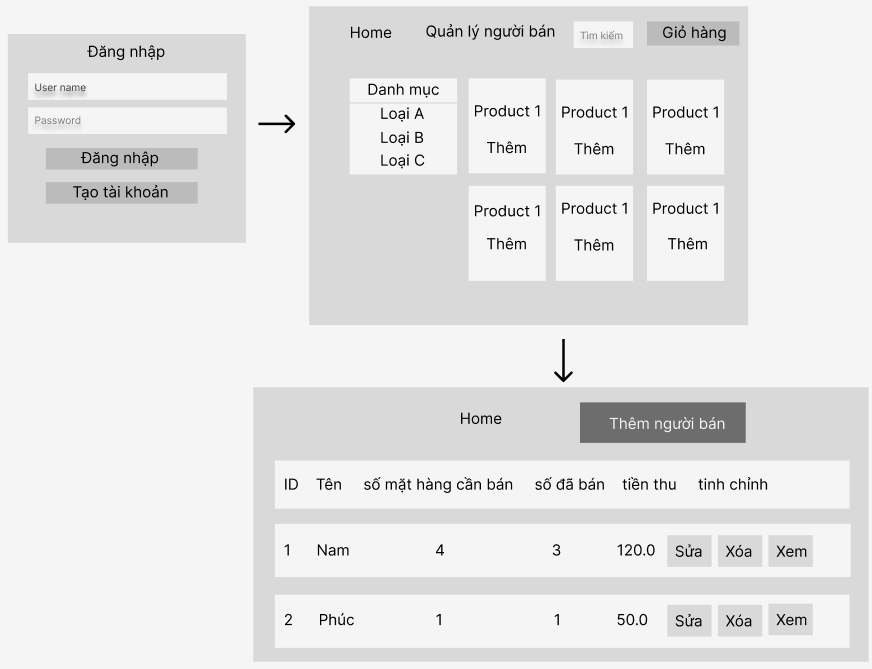 Đăng nhập
User name
Password
Đăng nhập
Tạo tài khoản
Home Quản lý người bán Tìm kiếm Giỏ hàng
Danh mục
Loại A
Loại B
Loại C
Product 1 Product 1 Product 1
Thêm Thêm Thêm
Product 1 Product 1 Product 1
Thêm Thêm Thêm
Home Thêm người bán
ID Tên số mặt hàng cần bán số đã bán tiền thu tinh chỉnh
1 Nam 4 3 120.0 Sửa Xóa Xem
2 Phúc 1 1 50.0 Sửa Xóa Xem